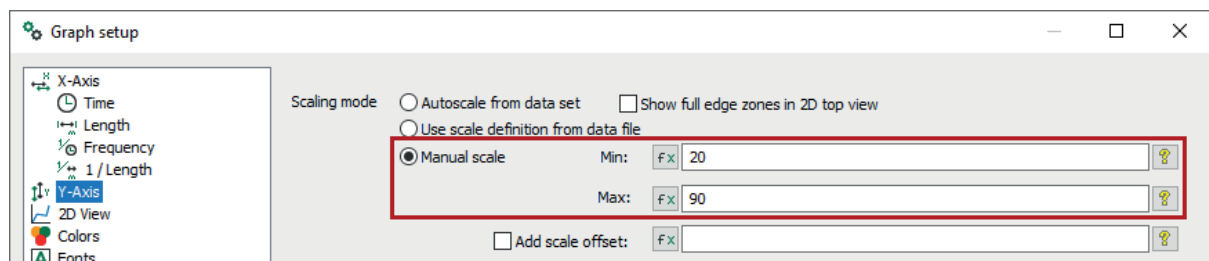 Graph setup
X-Axis
Time
Length
Frequency
1 / Length
Y-Axis
2D View
Colors
Fonts
Scaling mode
Autoscale from data set
Show full edge zones in 2D top view
Use scale definition from data file
Manual scale
Min: fx 20 ?
Max: fx 90 ?
Add scale offset: fx ?